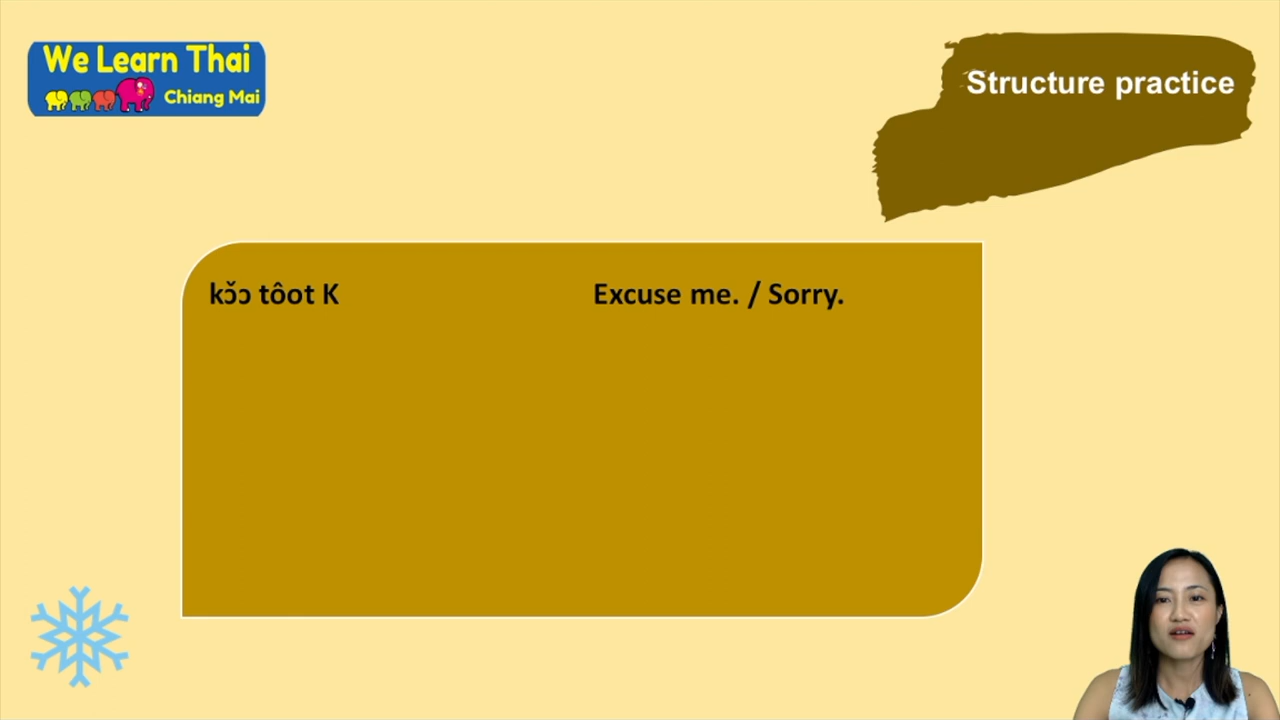 We Learn Thai
Chiang Mai
Structure practice
kɔ̌ɔ tôot K
Excuse me. / Sorry.